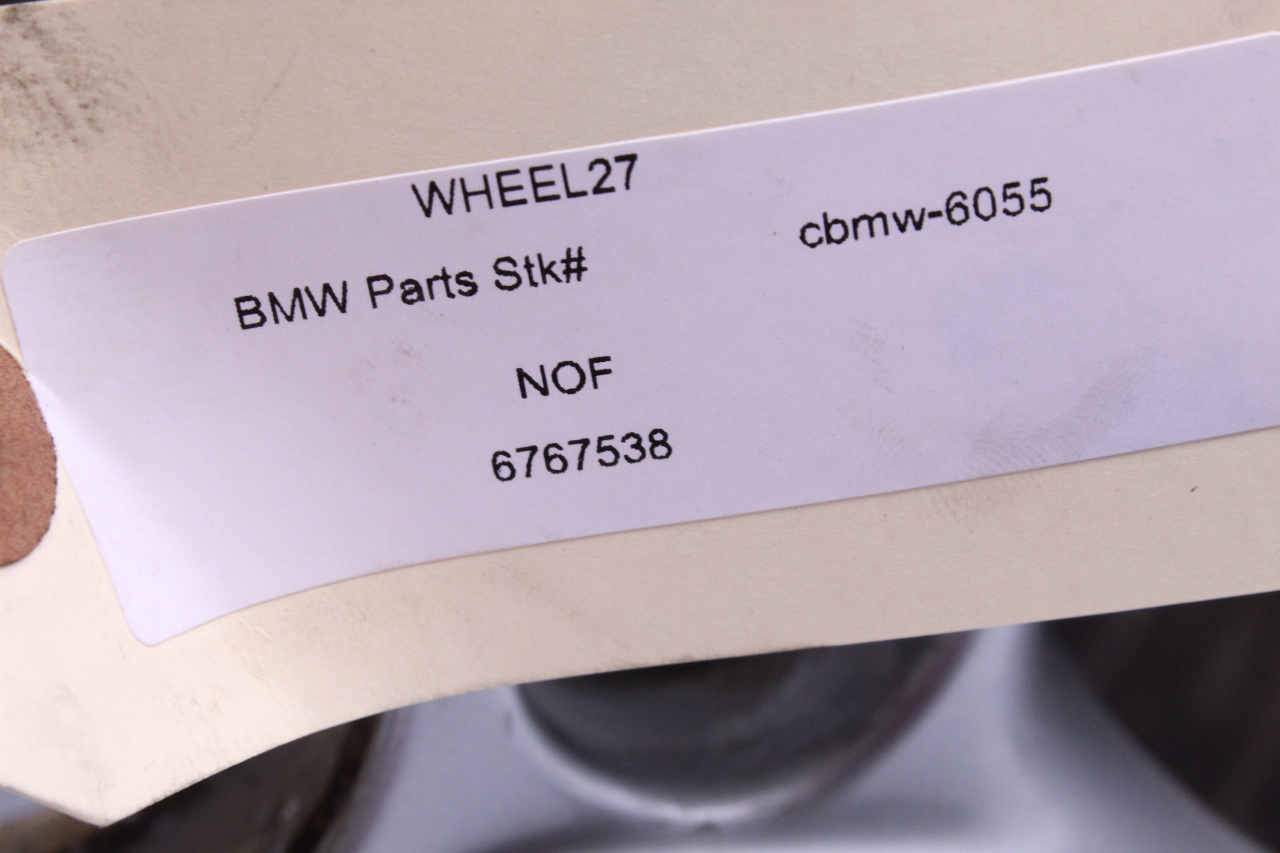 WHEEL27
BMW Parts Stk# cbmw-6055
NOF
6767538